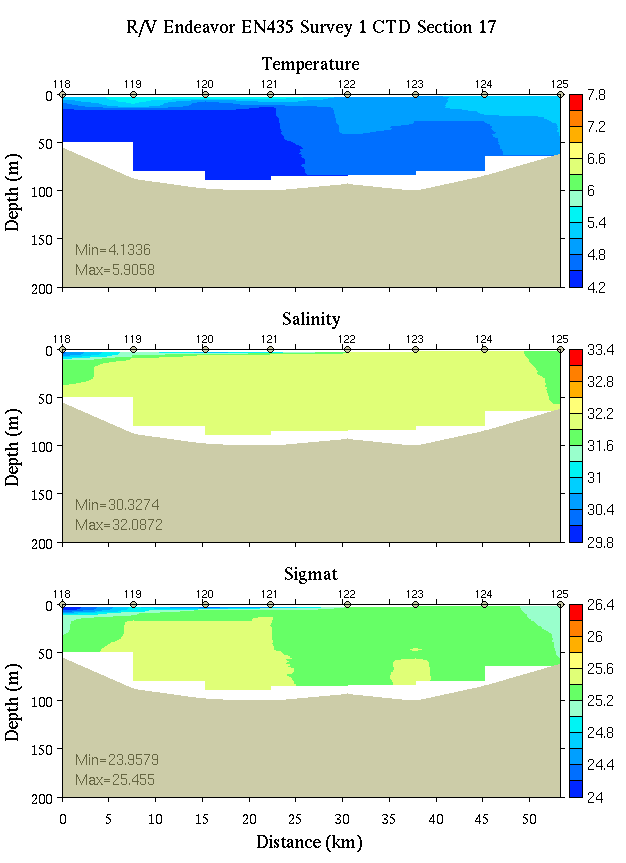 R/V Endeavor EN435 Survey 1 CTD Section 17
Temperature
118 119 120 121 122 123 124 125
0
50
100
150
200
Depth (m)
Min=4.1336
Max=5.9058
7.8
7.2
6.6
6
5.4
4.8
4.2
Salinity
118 119 120 121 122 123 124 125
0
50
100
150
200
Depth (m)
Min=30.3274
Max=32.0872
33.4
32.8
32.2
31.6
31
30.4
29.8
Sigmat
118 119 120 121 122 123 124 125
0
50
100
150
200
Depth (m)
Min=23.9579
Max=25.455
26.4
26
25.6
25.2
24.8
24.4
24
0 5 10 15 20 25 30 35 40 45 50
Distance (km)